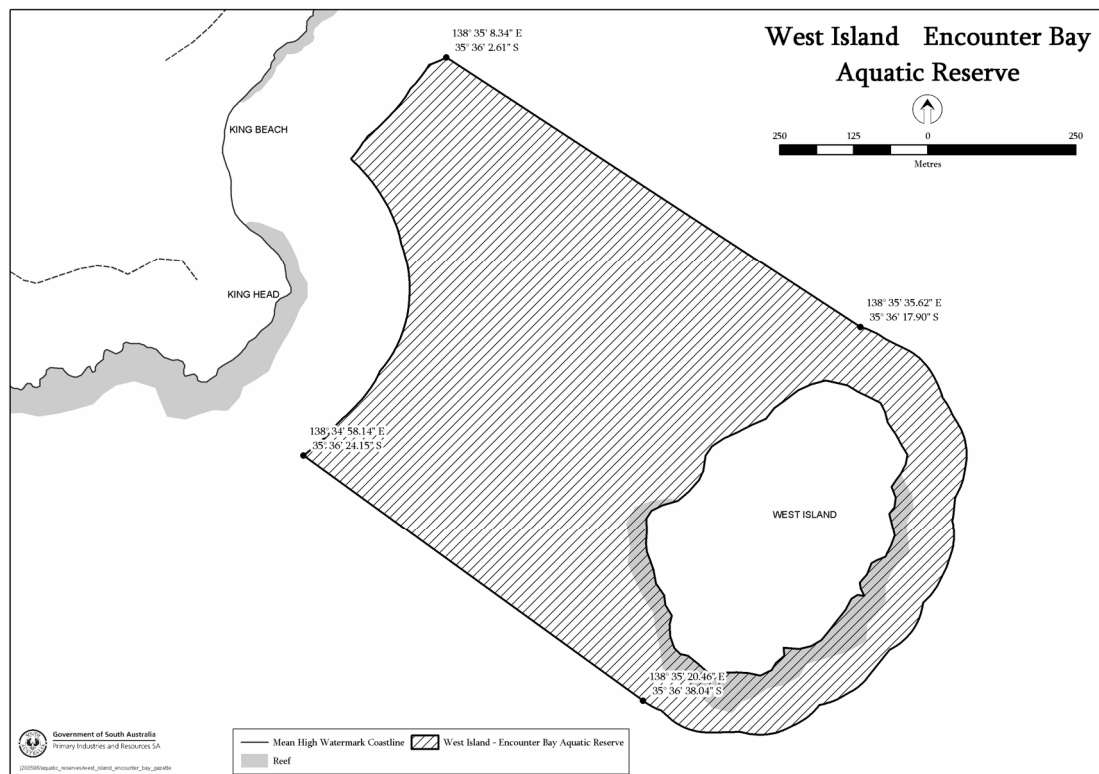 West Island Encounter Bay
Aquatic Reserve
250 125 0 250
Metres
138° 35' 8.34" E
35° 36' 2.61" S
KING BEACH
KING HEAD
138° 35' 35.62" E
35° 36' 17.90" S
138° 34' 58.14" E
35° 36' 24.15" S
WEST ISLAND
138° 35' 20.46" E
35° 36' 38.04" S
Government of South Australia
Primary Industries and Resources SA
Mean High Watermark Coastline
West Island - Encounter Bay Aquatic Reserve
Reef